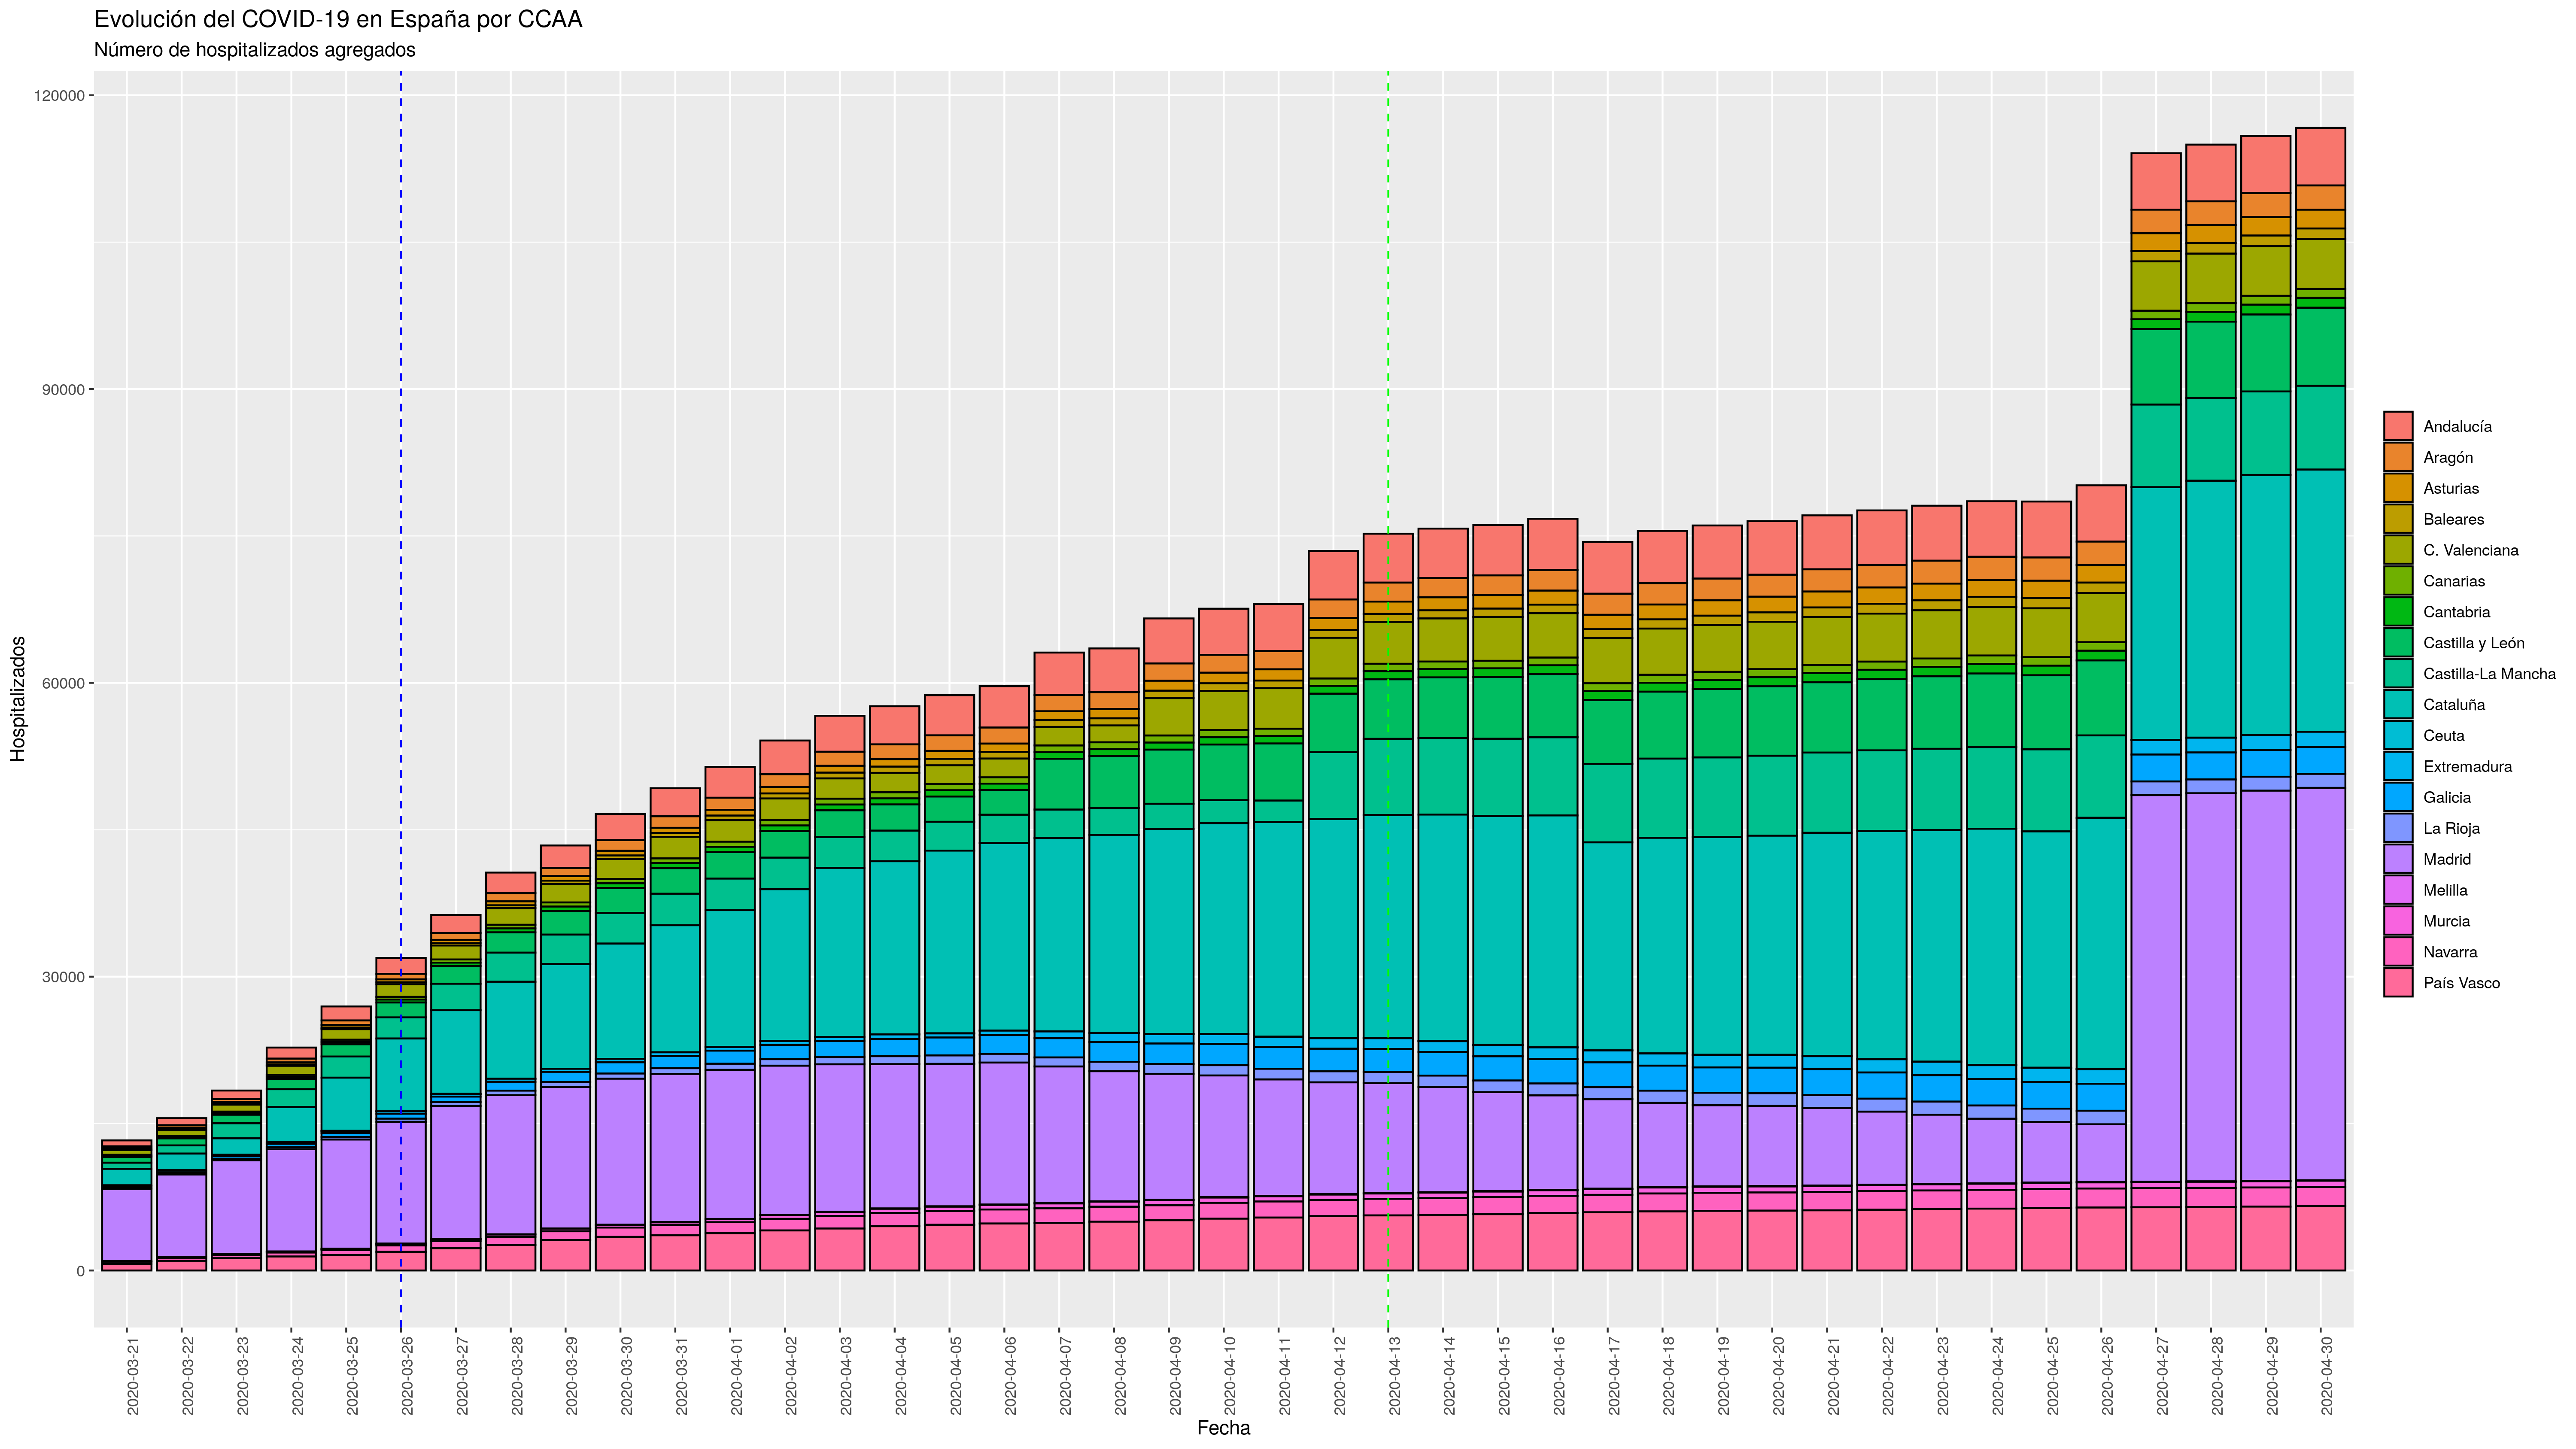 Evolución del COVID-19 en España por CCAA
Número de hospitalizados agregados
120000
90000
60000
30000
0
Hospitalizados
2020-03-21
2020-03-22
2020-03-23
2020-03-24
2020-03-25
2020-03-26
2020-03-27
2020-03-28
2020-03-29
2020-03-30
2020-03-31
2020-04-01
2020-04-02
2020-04-03
2020-04-04
2020-04-05
2020-04-06
2020-04-07
2020-04-08
2020-04-09
2020-04-10
2020-04-11
2020-04-12
2020-04-13
2020-04-14
2020-04-15
2020-04-16
2020-04-17
2020-04-18
2020-04-19
2020-04-20
2020-04-21
2020-04-22
2020-04-23
2020-04-24
2020-04-25
2020-04-26
2020-04-27
2020-04-28
2020-04-29
2020-04-30
Fecha
Andalucía
Aragón
Asturias
Baleares
C. Valenciana
Canarias
Cantabria
Castilla y León
Castilla-La Mancha
Cataluña
Ceuta
Extremadura
Galicia
La Rioja
Madrid
Melilla
Murcia
Navarra
País Vasco